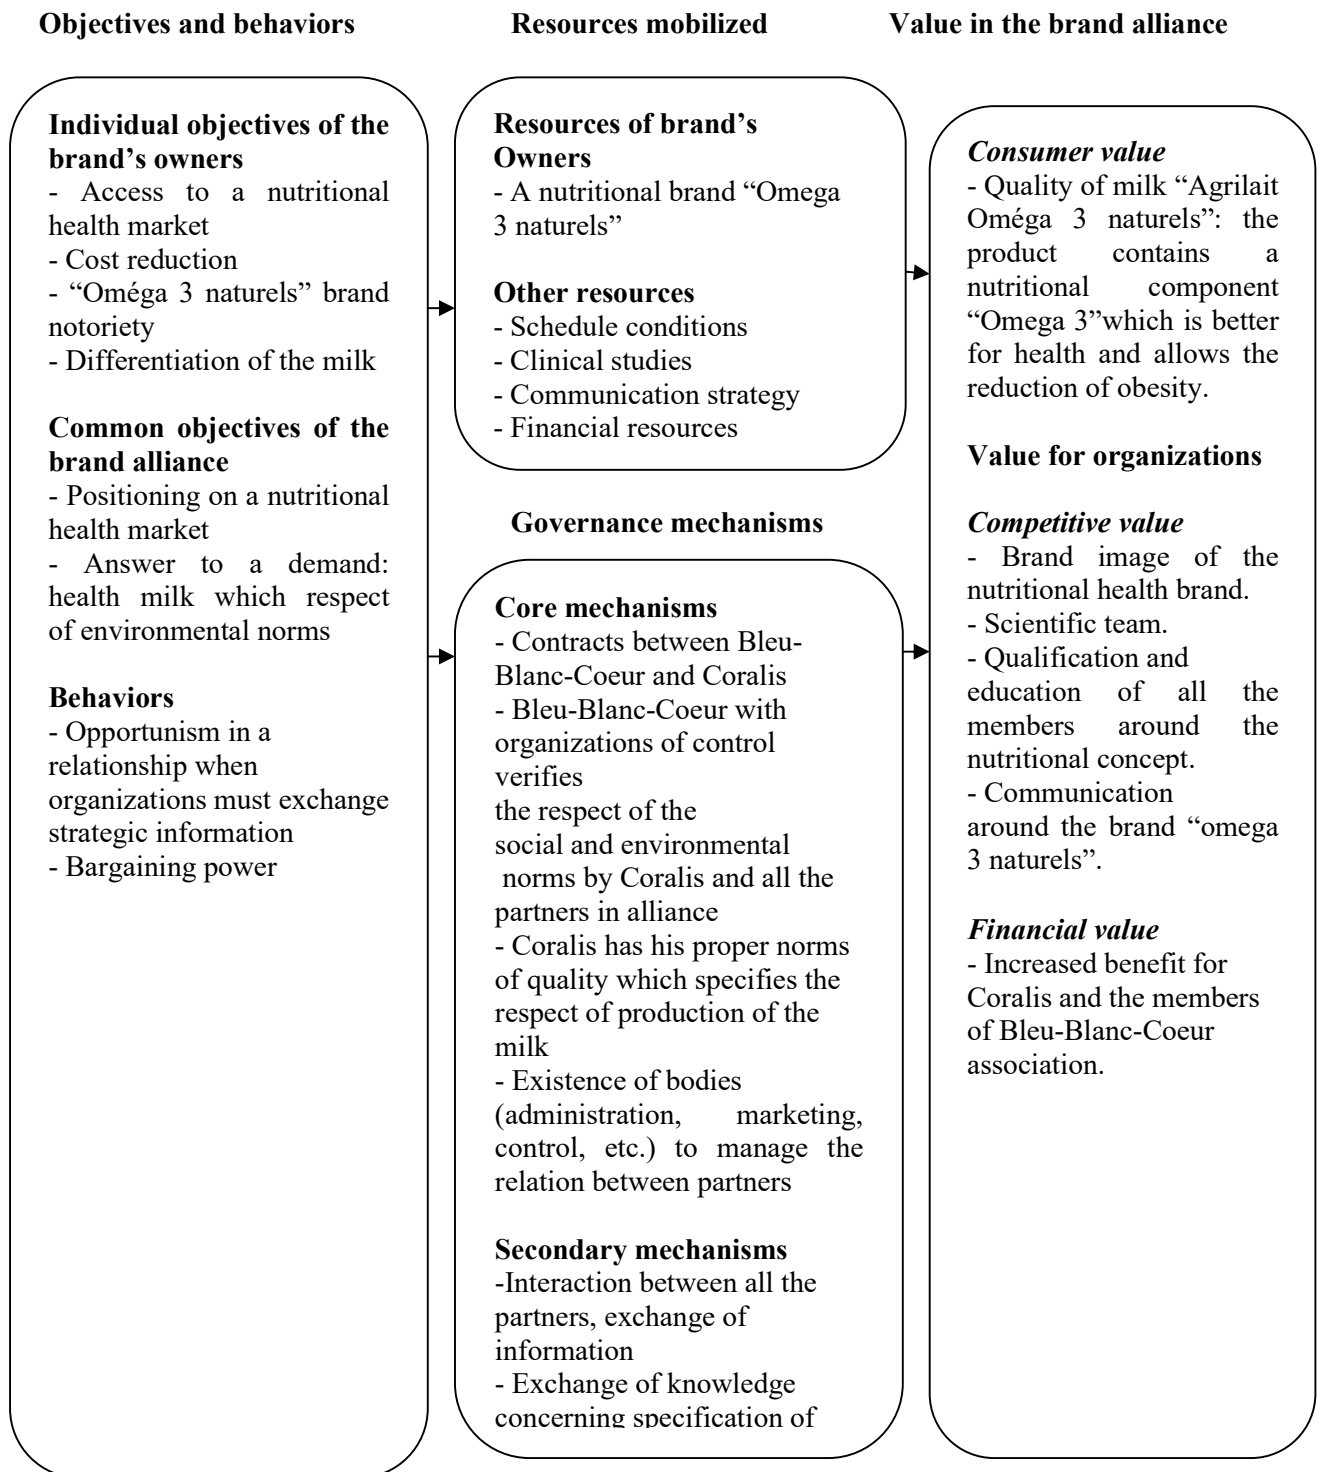 Objectives and behaviors
Individual objectives of the
brand’s owners
- Access to a nutritional
health market
- Cost reduction
- “Oméga 3 naturels” brand
notoriety
- Differentiation of the milk
Common objectives of the
brand alliance
- Positioning on a nutritional
health market
- Answer to a demand:
health milk which respect
of environmental norms
Behaviors
- Opportunism in a
relationship when
organizations must exchange
strategic information
- Bargaining power
Resources mobilized
Resources of brand’s
Owners
- A nutritional brand “Omega
3 naturels”
Other resources
- Schedule conditions
- Clinical studies
- Communication strategy
- Financial resources
Governance mechanisms
Core mechanisms
- Contracts between Bleu-
Blanc-Coeur and Coralis
- Bleu-Blanc-Coeur with
organizations of control
verifies
the respect of the
social and environmental
norms by Coralis and all the
partners in alliance
- Coralis has his proper norms
of quality which specifies the
respect of production of the
milk
- Existence of bodies
(administration, marketing,
control, etc.) to manage the
relation between partners
Secondary mechanisms
-Interaction between all the
partners, exchange of
information
- Exchange of knowledge
concerning specification of
Value in the brand alliance
Consumer value
- Quality of milk “Agrilait
Oméga 3 naturels”: the
product contains a
nutritional component
“Omega 3”which is better
for health and allows the
reduction of obesity.
Value for organizations
Competitive value
- Brand image of the
nutritional health brand.
- Scientific team.
- Qualification and
education of all the
members around the
nutritional concept.
- Communication
around the brand “omega
3 naturels”.
Financial value
- Increased benefit for
Coralis and the members
of Bleu-Blanc-Coeur
association.